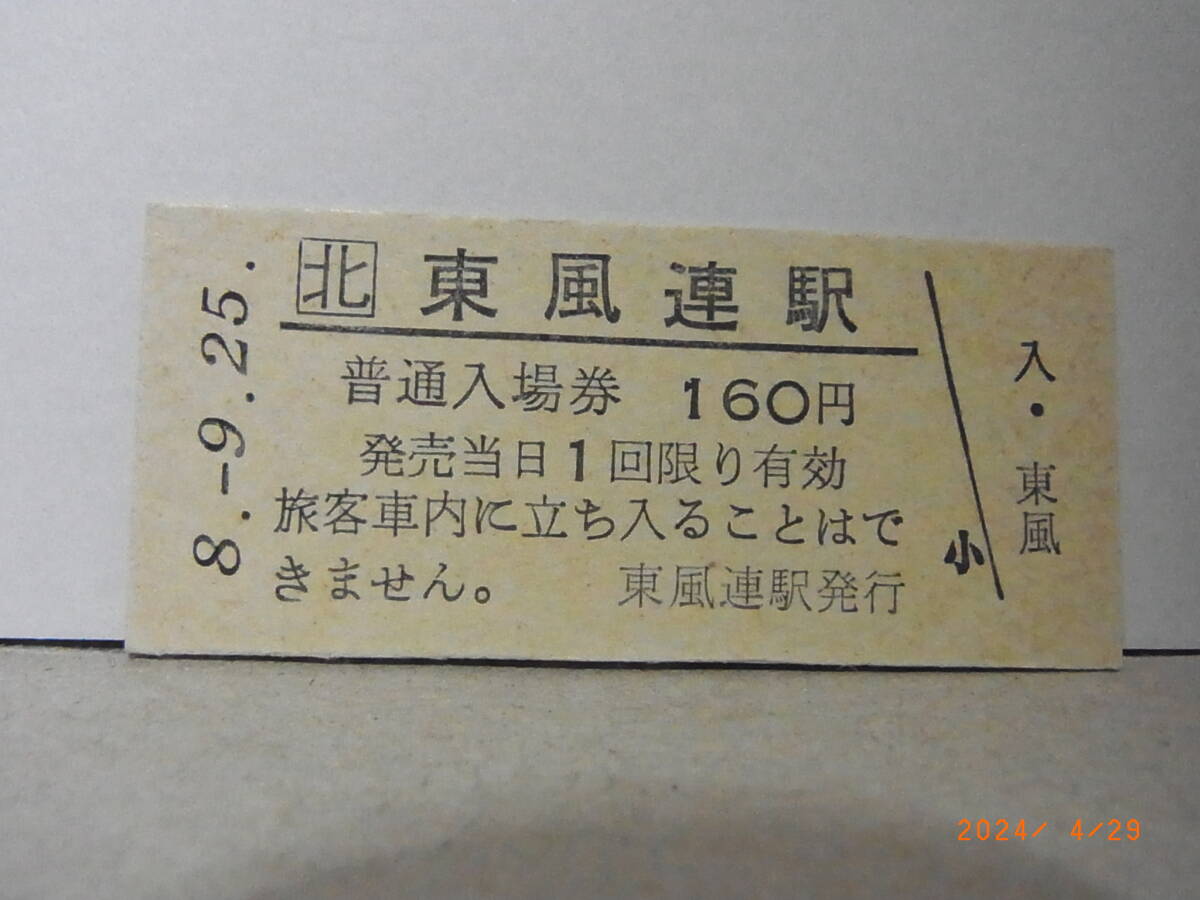 8.-9.25.
北 東風連駅
普通入場券 160円
発売当日1回限り有効
旅客車内に立ち入ることはで
きません。 東風連駅発行
小
入・東風
2024/ 4/29